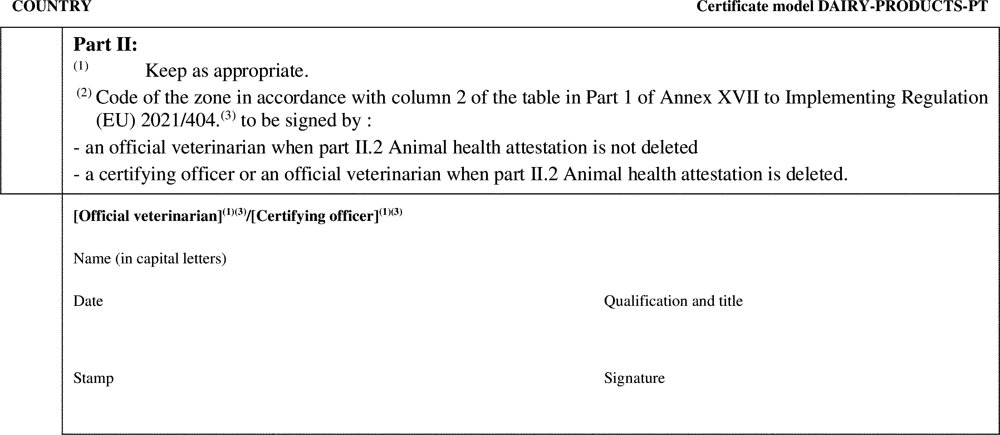 COUNTRY Certificate model DAIRY-PRODUCTS-PT
Part II:
(1) Keep as appropriate.
(2) Code of the zone in accordance with column 2 of the table in Part 1 of Annex XVII to Implementing Regulation
(EU) 2021/404.(3) to be signed by :
- an official veterinarian when part II.2 Animal health attestation is not deleted
- a certifying officer or an official veterinarian when part II.2 Animal health attestation is deleted.
[Official veterinarian](1)(3)/[Certifying officer](1)(3)
Name (in capital letters)
Date Qualification and title
Stamp Signature